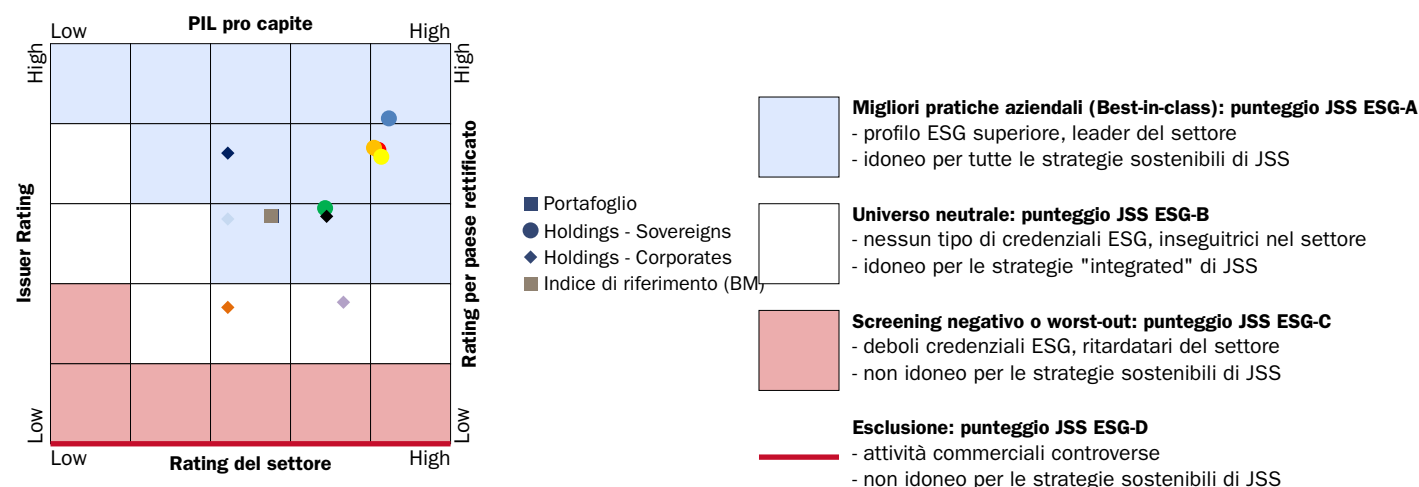 PIL pro capite
Low
High
High
High
Issuer Rating
Rating per paese rettificato
Low
Low
Low
High
Rating del settore
Portafoglio
Holdings - Sovereigns
Holdings - Corporates
Indice di riferimento (BM)
Migliori pratiche aziendali (Best-in-class): punteggio JSS ESG-A
- profilo ESG superiore, leader del settore
- idoneo per tutte le strategie sostenibili di JSS
Universo neutrale: punteggio JSS ESG-B
- nessun tipo di credenziali ESG, inseguitrici nel settore
- idoneo per le strategie "integrated" di JSS
Screening negativo o worst-out: punteggio JSS ESG-C
- deboli credenziali ESG, ritardatari del settore
- non idoneo per le strategie sostenibili di JSS
Esclusione: punteggio JSS ESG-D
- attività commerciali controverse
- non idoneo per le strategie sostenibili di JSS